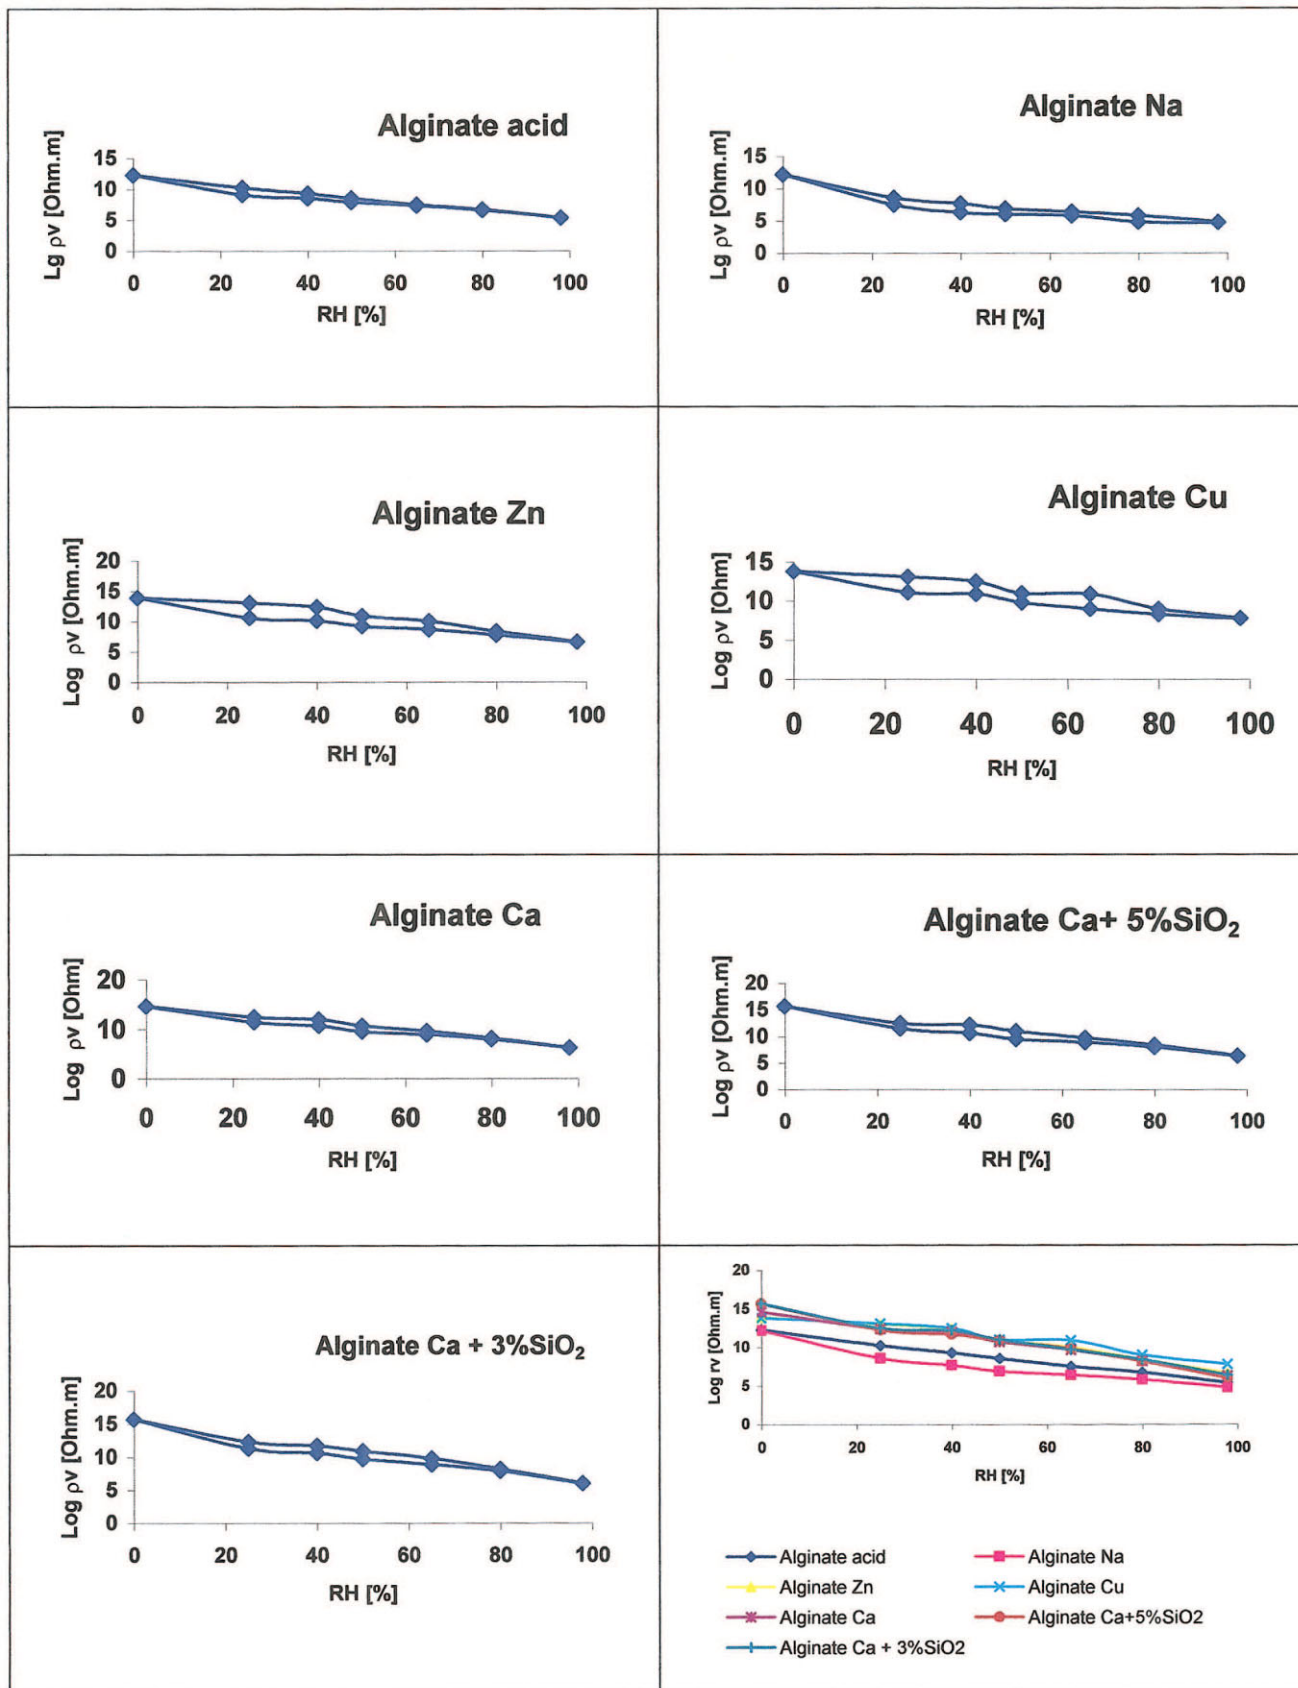 Alginate acid
Lg ρv [Ohm.m]
15
10
5
0
0 20 40 60 80 100
RH [%]
Alginate Na
Lg ρv [Ohm.m]
15
10
5
0
0 20 40 60 80 100
RH [%]
Alginate Zn
Log ρv [Ohm.m]
20
15
10
5
0
0 20 40 60 80 100
RH [%]
Alginate Cu
Log ρv [Ohm]
15
10
5
0
0 20 40 60 80 100
RH [%]
Alginate Ca
Log ρv [Ohm]
20
10
0
0 20 40 60 80 100
RH [%]
Alginate Ca+ 5%SiO₂
Log ρv [Ohm.m]
20
15
10
5
0
0 20 40 60 80 100
RH [%]
Alginate Ca + 3%SiO₂
Log ρv [Ohm.m]
20
15
10
5
0
0 20 40 60 80 100
RH [%]
Log rv [Ohm.m]
20
15
10
5
0
0 20 40 60 80 100
RH [%]
Alginate acid Alginate Na
Alginate Zn Alginate Cu
Alginate Ca Alginate Ca+5%SiO2
Alginate Ca + 3%SiO2